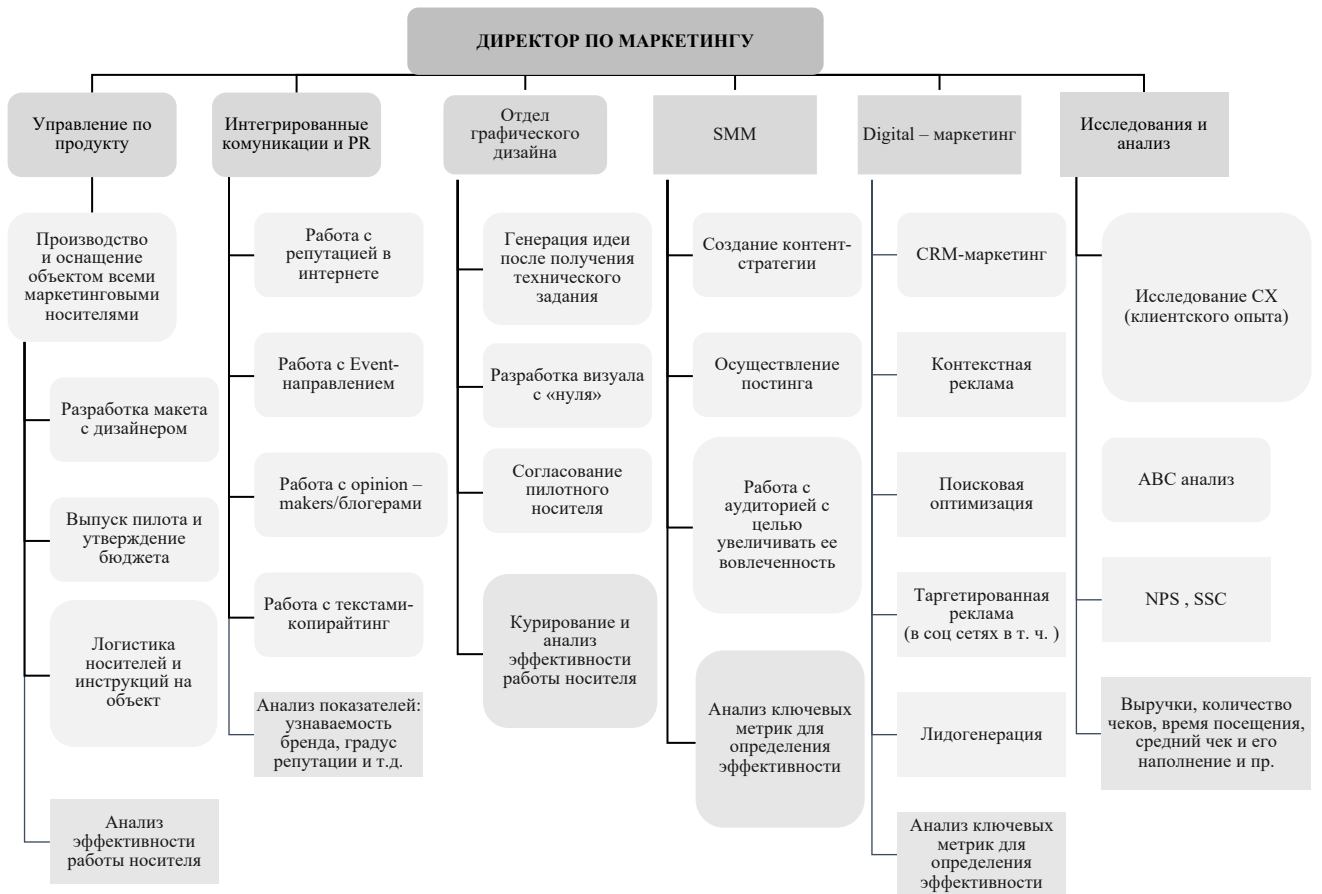 ДИРЕКТОР ПО МАРКЕТИНГУ
Управление по
продукту
Производство
и оснащение
объектом всеми
маркетинговыми
носителями
Разработка макета
с дизайнером
Выпуск пилота и
утверждение
бюджета
Логистика
носителей и
инструкций на
объект
Анализ
эффективности
работы носителя
Интегрированные
комуникации и PR
Работа с
репутацией в
интернете
Работа с Event-
направлением
Работа с opinion –
makers/блогерами
Работа с текстами-
копирайтинг
Анализ показателей:
узнаваемость
бренда, градус
репутации и т.д.
Отдел
графического
дизайна
Генерация идеи
после получения
технического
задания
Разработка визуала
с «нуля»
Согласование
пилотного
носителя
Курирование и
анализ
эффективности
работы носителя
SMM
Создание контент-
стратегии
Осуществление
постинга
Работа с
аудиторией с
целью
увеличивать ее
вовлеченность
Анализ ключевых
метрик для
определения
эффективности
Digital – маркетинг
CRM-маркетинг
Контекстная
реклама
Поисковая
оптимизация
Таргетированная
реклама
(в соц сетях в т. ч. )
Лидогенерация
Анализ ключевых
метрик для
определения
эффективности
Исследования и
анализ
Исследование CX
(клиентского опыта)
ABC анализ
NPS , SSC
Выручки, количество
чеков, время посещения,
средний чек и его
наполнение и пр.